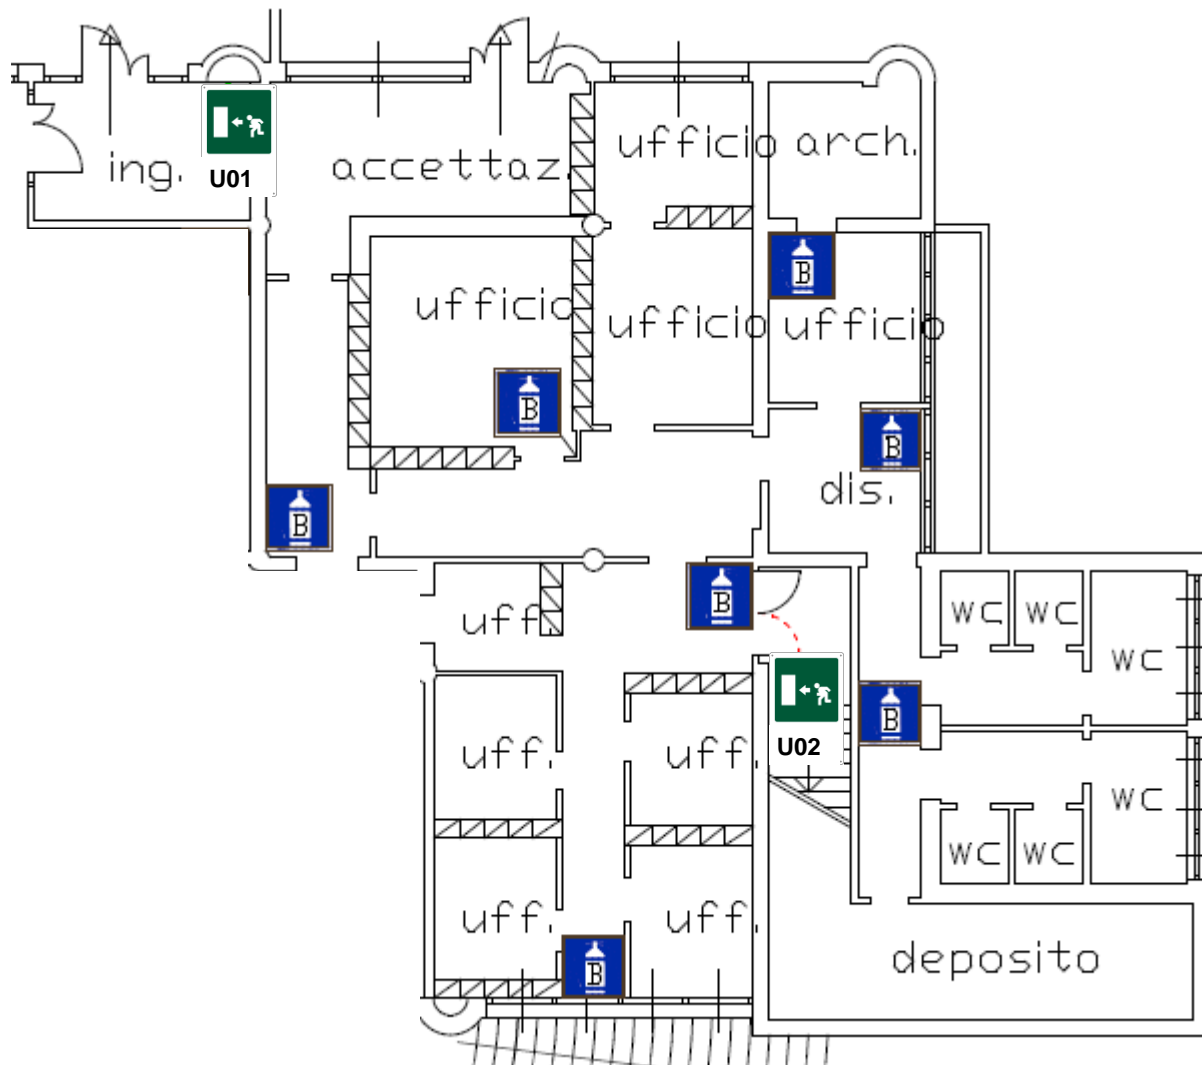 ing.
U01
accettaz.
ufficio
arch.
B
ufficio
ufficio
ufficio
B
B
B
dis.
B
uff.
B
wc
wc
wc
uff.
uff.
U02
B
wc
wc
wc
uff.
uff.
B
deposito